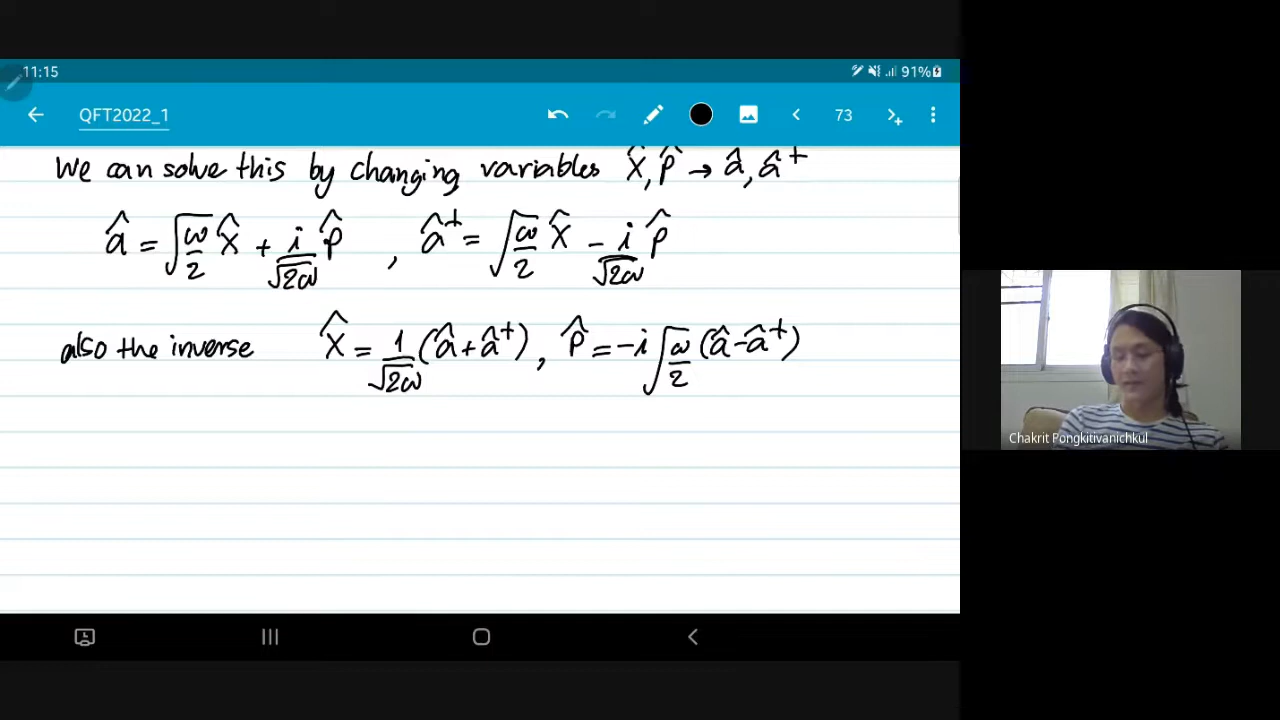 11:15 91%
QFT2022_1 73
We can solve this by changing variables x̂, p̂ → â, â†
â = √(ω/2) x̂ + i/√(2ω) p̂ , â† = √(ω/2) x̂ - i/√(2ω) p̂
also the inverse x̂ = 1/√(2ω) (â + â†) , p̂ = -i √(ω/2) (â - â†)
Chakrit Pongkitivanichkul